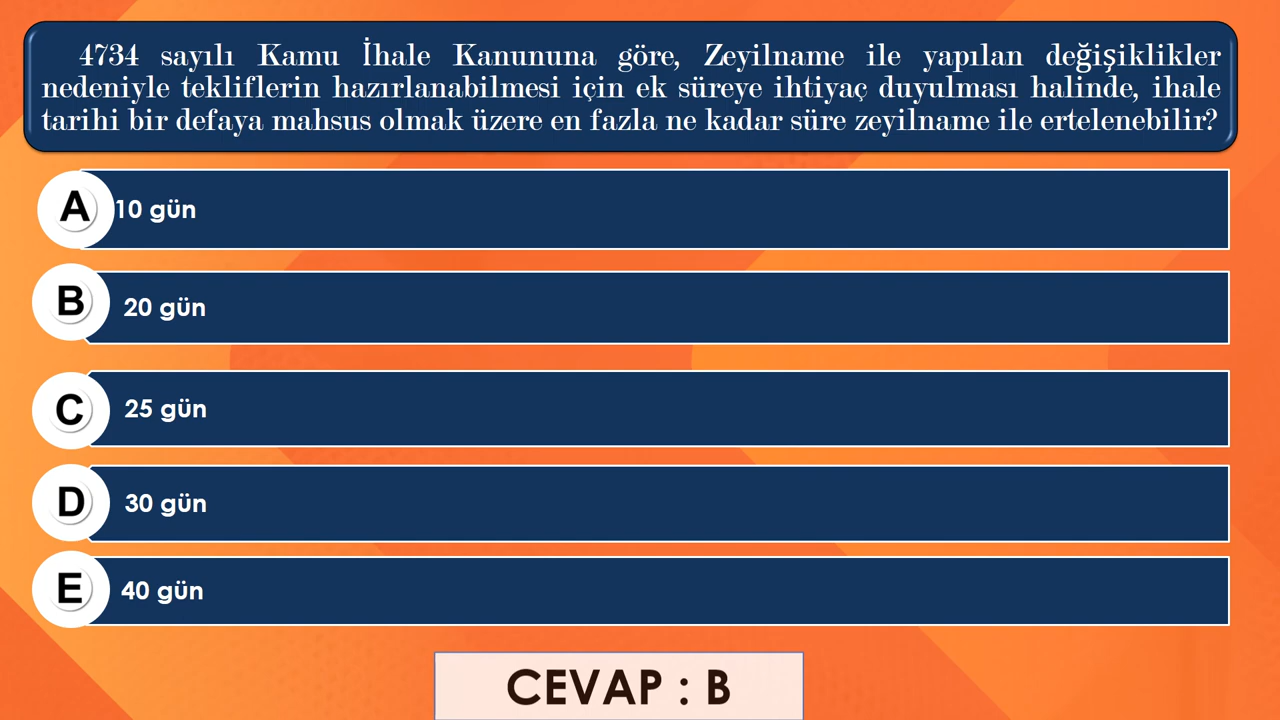 4734 sayılı Kamu İhale Kanununa göre, Zeyilname ile yapılan değişiklikler
nedeniyle tekliflerin hazırlanabilmesi için ek süreye ihtiyaç duyulması halinde, ihale
tarihi bir defaya mahsus olmak üzere en fazla ne kadar süre zeyilname ile ertelenebilir?
A 10 gün
B 20 gün
C 25 gün
D 30 gün
E 40 gün
CEVAP : B